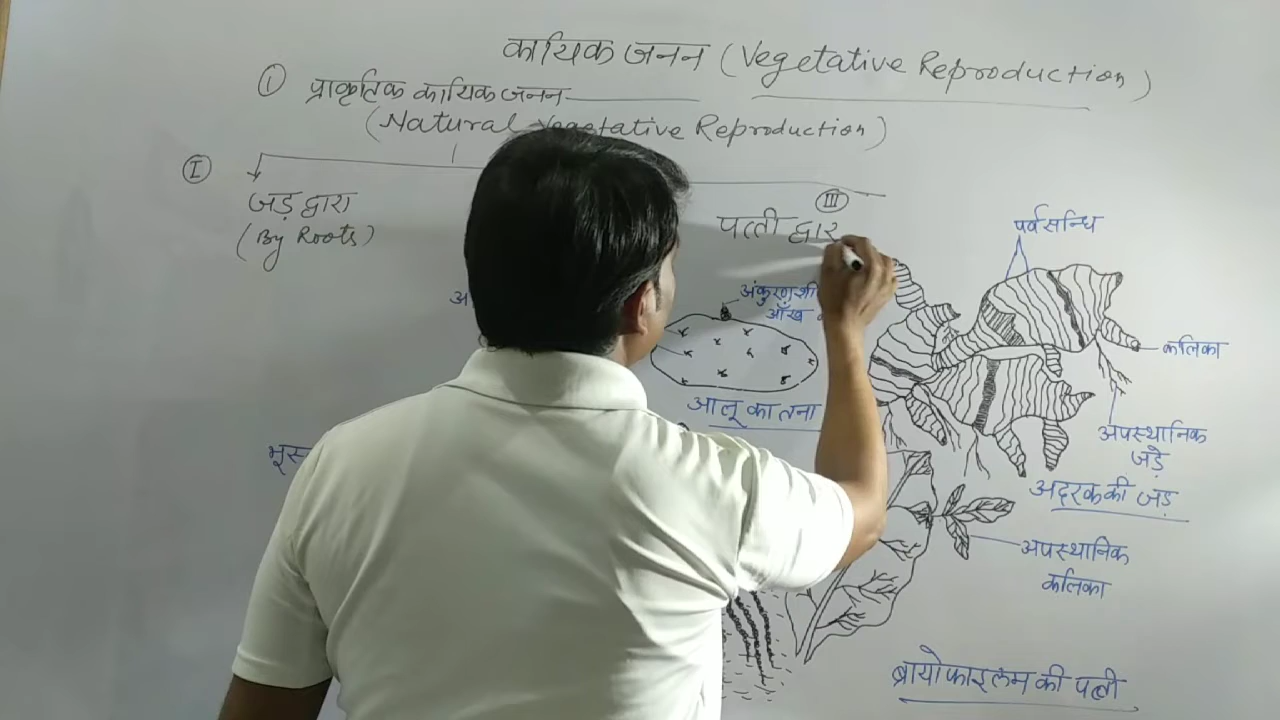 कायिक जनन (Vegetative Reproduction)
① प्राकृतिक कायिक जनन
(Natural Vegetative Reproduction)
Ⓘ
जड़ द्वारा
(By Roots)
III
पत्ती द्वार
पर्वसन्धि
अंकुरणशी
आँख
कलिका
आलू का तना
अपस्थानिक
जड़ें
अदरक की जड़
अपस्थानिक
कलिका
ब्रायोफाइलम की पत्ती